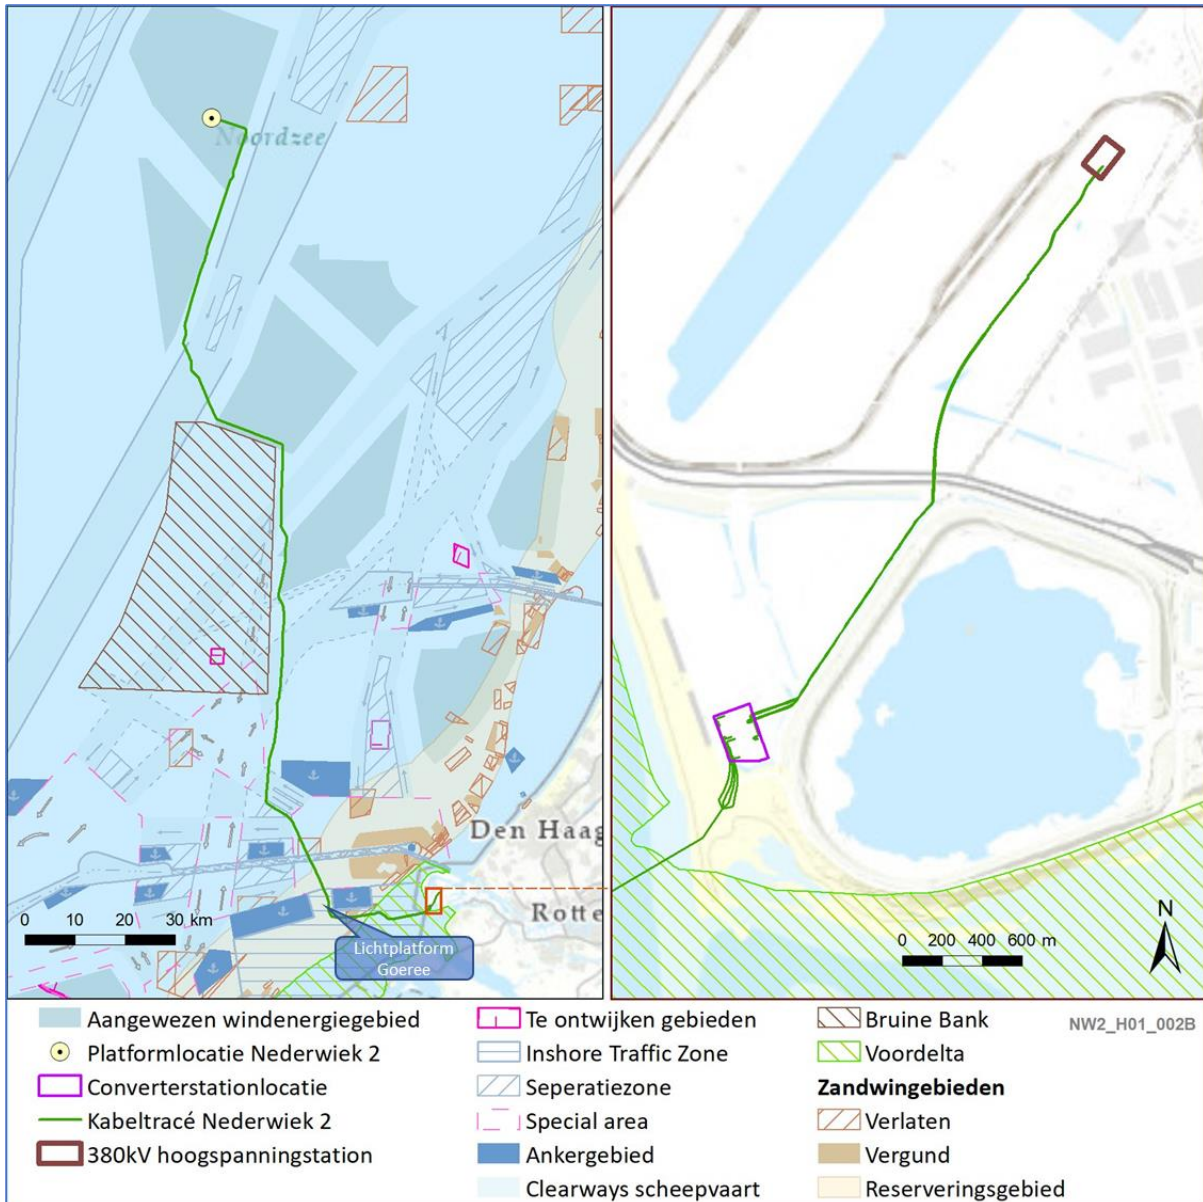 Noordzee
Den Haag
Rotte
Lichtplatform
Goeree
0 10 20 30 km
N
0 200 400 600 m
Aangewezen windenergiegebied
Platformlocatie Nederwiek 2
Converterstationlocatie
Kabeltracé Nederwiek 2
380kV hoogspanningstation
Te ontwijken gebieden
Inshore Traffic Zone
Seperatiezone
Special area
Ankergebied
Clearways scheepvaart
Bruine Bank
Voordelta
Zandwingebieden
Verlaten
Vergund
Reserveringsgebied
NW2_H01_002B